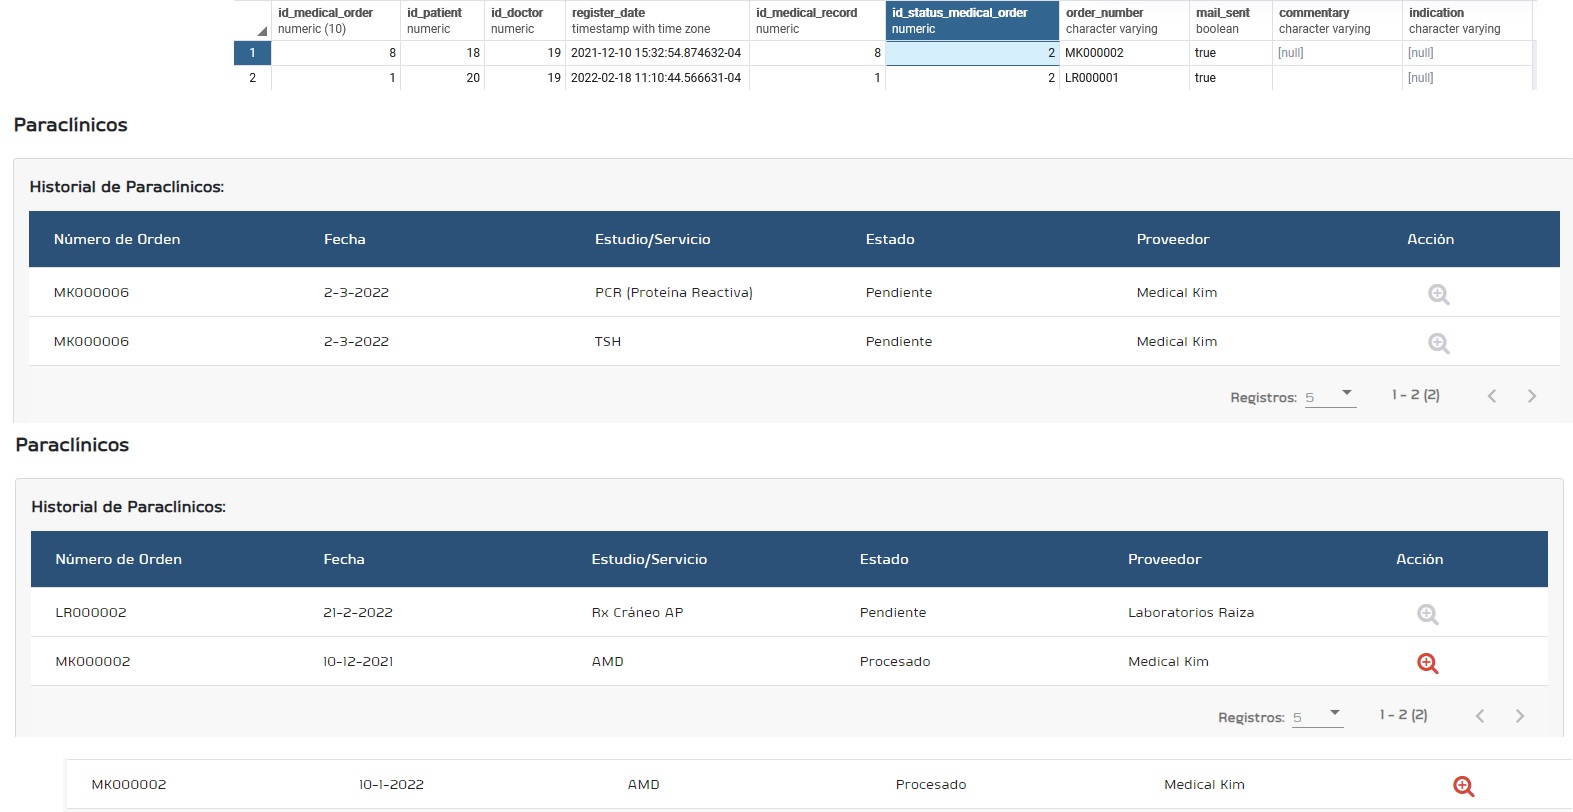 id_medical_order id_patient id_doctor register_date id_medical_record id_status_medical_order order_number mail_sent commentary indication
numeric (10) numeric numeric timestamp with time zone numeric numeric character varying boolean character varying character varying
1 8 18 19 2021-12-10 15:32:54.874632-04 8 2 MK000002 true [null] [null]
2 1 20 19 2022-02-18 11:10:44.566631-04 1 2 LR000001 true [null]
Paraclínicos
Historial de Paraclínicos:
Número de Orden Fecha Estudio/Servicio Estado Proveedor Acción
MK000006 2-3-2022 PCR (Proteína Reactiva) Pendiente Medical Kim
MK000006 2-3-2022 TSH Pendiente Medical Kim
Registros: 5 1 - 2 (2)
Paraclínicos
Historial de Paraclínicos:
Número de Orden Fecha Estudio/Servicio Estado Proveedor Acción
LR000002 21-2-2022 Rx Cráneo AP Pendiente Laboratorios Raiza
MK000002 10-12-2021 AMD Procesado Medical Kim
Registros: 5 1 - 2 (2)
MK000002 10-1-2022 AMD Procesado Medical Kim